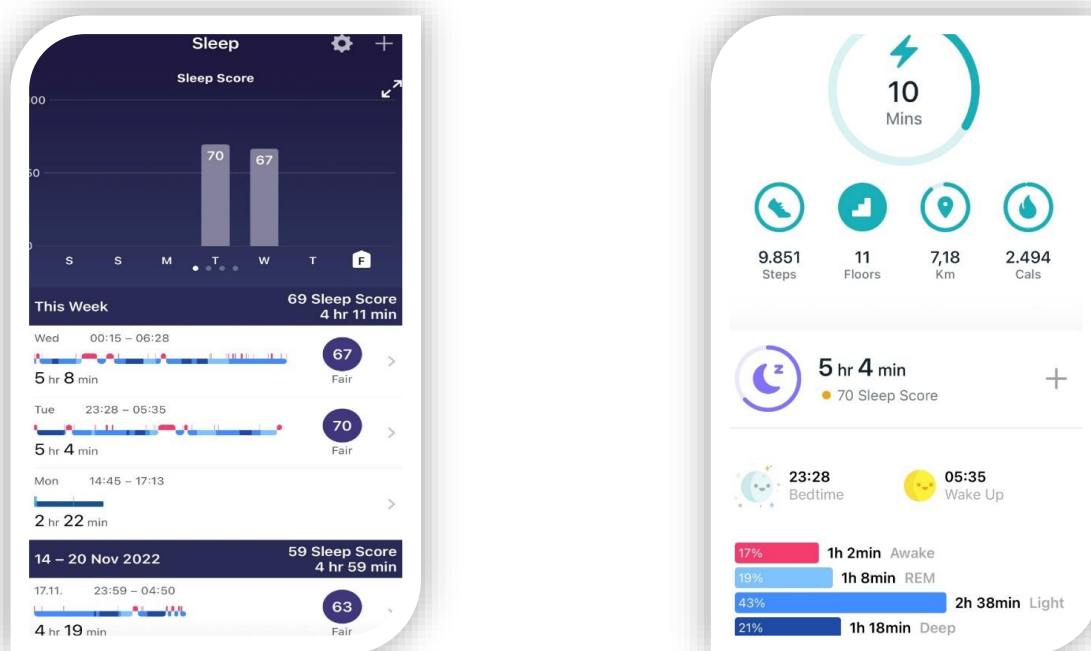 Sleep
Sleep Score
00
70
67
50
0
S S M T W T F
This Week
69 Sleep Score
4 hr 11 min
Wed 00:15 – 06:28
67
5 hr 8 min
Fair
Tue 23:28 – 05:35
70
5 hr 4 min
Fair
Mon 14:45 – 17:13
2 hr 22 min
14 – 20 Nov 2022
59 Sleep Score
4 hr 59 min
17.11. 23:59 – 04:50
63
4 hr 19 min
Fair
10
Mins
9.851 11 7,18 2.494
Steps Floors Km Cals
z
5 hr 4 min
70 Sleep Score
23:28 05:35
Bedtime Wake Up
17% 1h 2min Awake
19% 1h 8min REM
43% 2h 38min Light
21% 1h 18min Deep